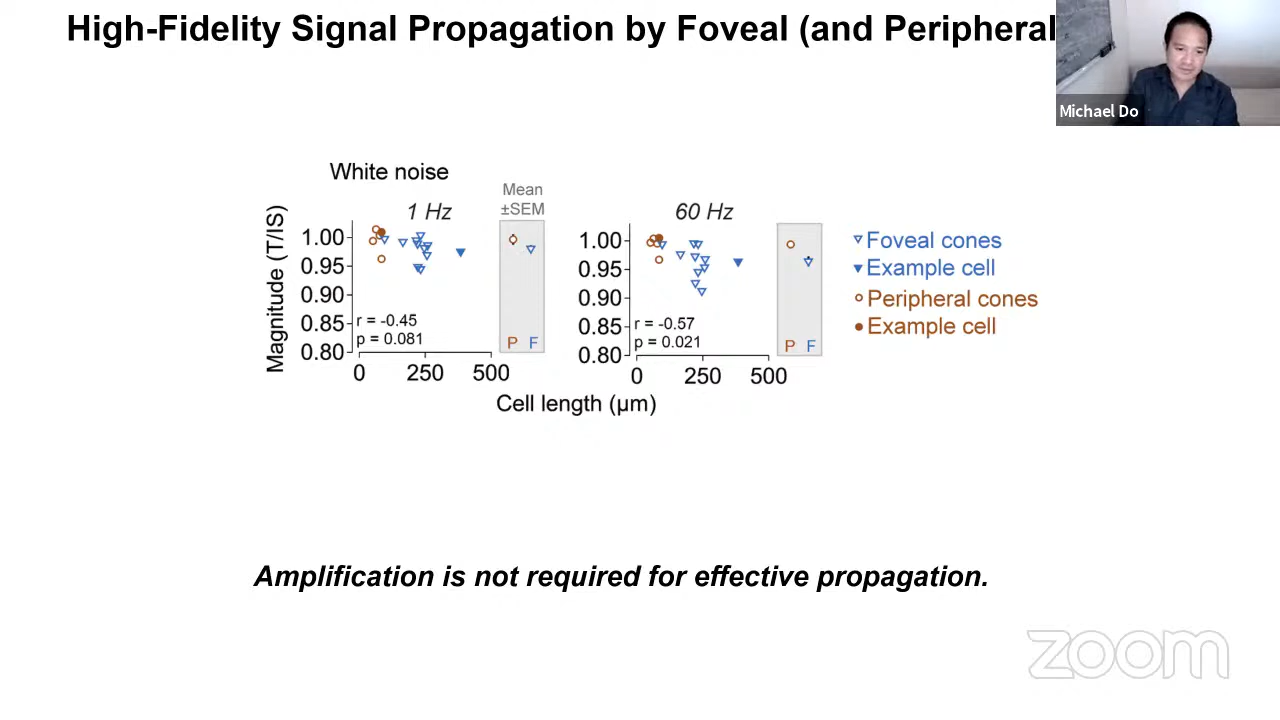 High-Fidelity Signal Propagation by Foveal (and Peripheral
Michael Do
White noise
Mean
±SEM
1 Hz
60 Hz
Magnitude (T/IS)
1.00
0.95
0.90
0.85
0.80
r = -0.45
p = 0.081
P F
0 250 500
1.00
0.95
0.90
0.85
0.80
r = -0.57
p = 0.021
P F
0 250 500
Cell length (µm)
Foveal cones
Example cell
Peripheral cones
Example cell
Amplification is not required for effective propagation.
zoom